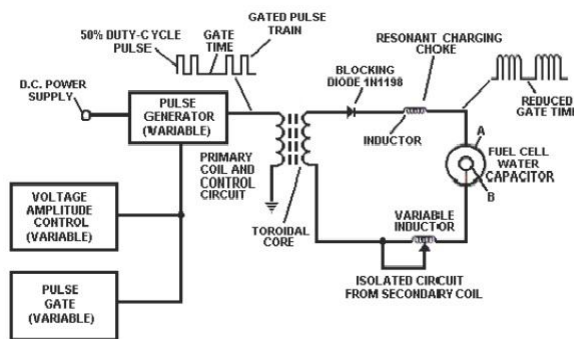 50% DUTY-CYCLE
PULSE
GATE
TIME
GATED PULSE
TRAIN
RESONANT CHARGING
CHOKE
BLOCKING
DIODE 1N1198
D.C. POWER
SUPPLY
PULSE
GENERATOR
(VARIABLE)
INDUCTOR
REDUCED
GATE TIME
A
FUEL CELL
WATER
CAPACITOR
B
PRIMARY
COIL AND
CONTROL
CIRCUIT
VOLTAGE
AMPLITUDE
CONTROL
(VARIABLE)
TOROIDAL
CORE
VARIABLE
INDUCTOR
ISOLATED CIRCUIT
FROM SECONDARY COIL
PULSE
GATE
(VARIABLE)